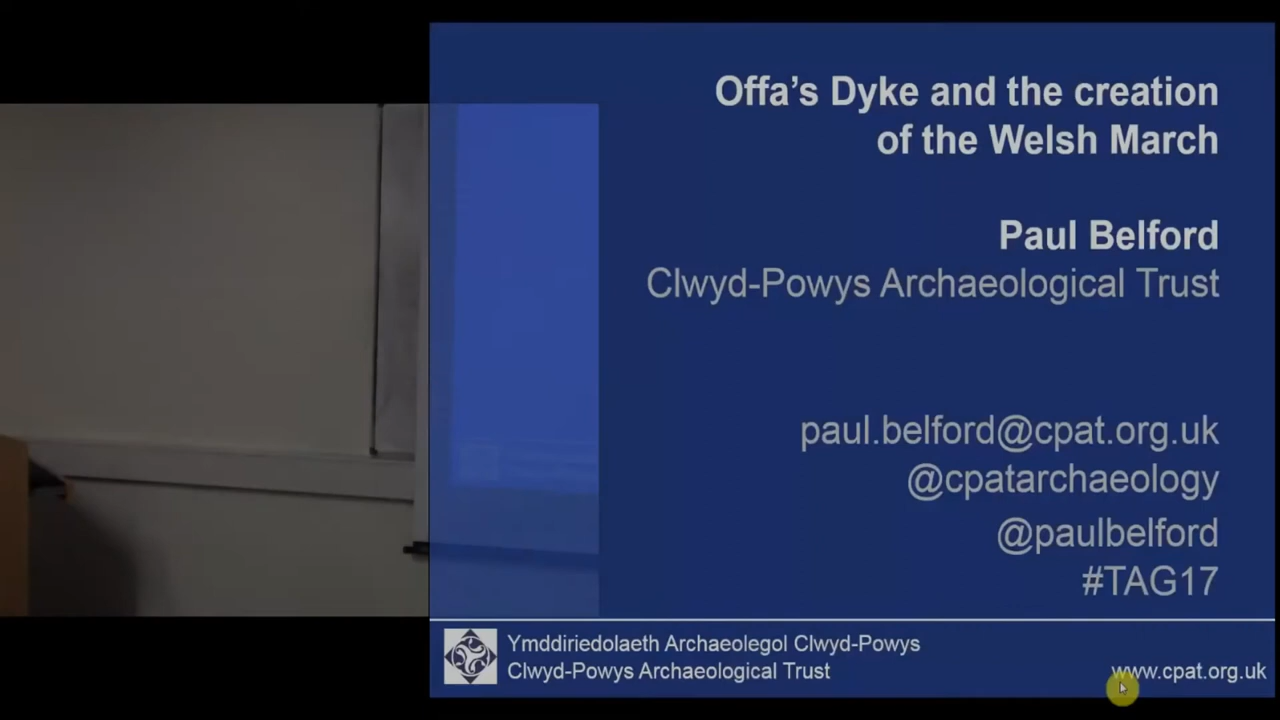 Offa's Dyke and the creation
of the Welsh March
Paul Belford
Clwyd-Powys Archaeological Trust
paul.belford@cpat.org.uk
@cpatarchaeology
@paulbelford
#TAG17
Ymddiriedolaeth Archaeolegol Clwyd-Powys
Clwyd-Powys Archaeological Trust
www.cpat.org.uk